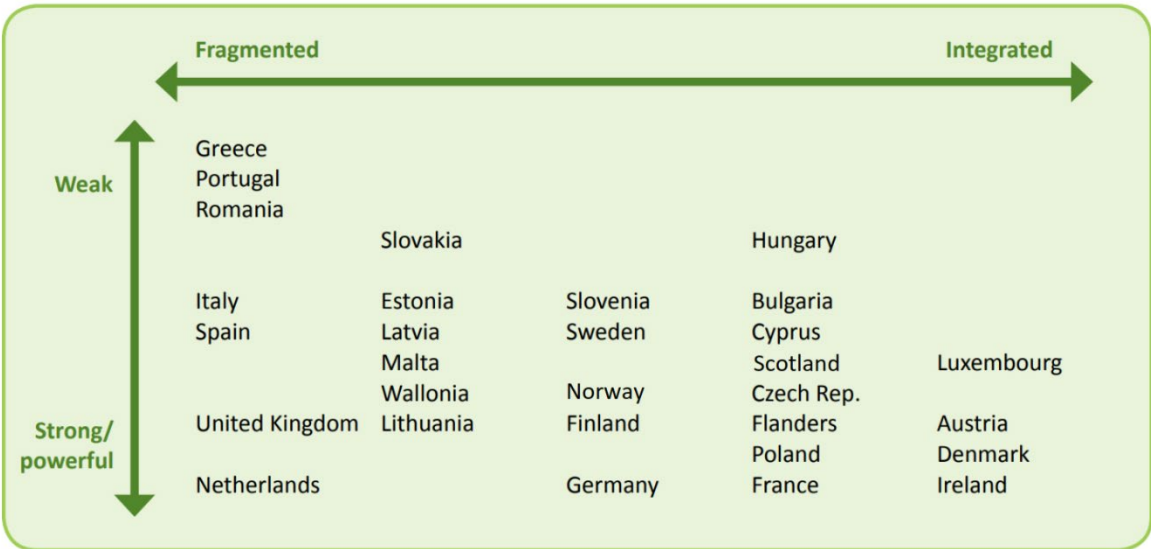 Fragmented Integrated
Greece
Weak Portugal
Romania
Slovakia Hungary
Italy Estonia Slovenia Bulgaria
Spain Latvia Sweden Cyprus
Malta Scotland Luxembourg
Wallonia Norway Czech Rep.
Strong/ United Kingdom Lithuania Finland Flanders Austria
powerful Poland Denmark
Netherlands Germany France Ireland